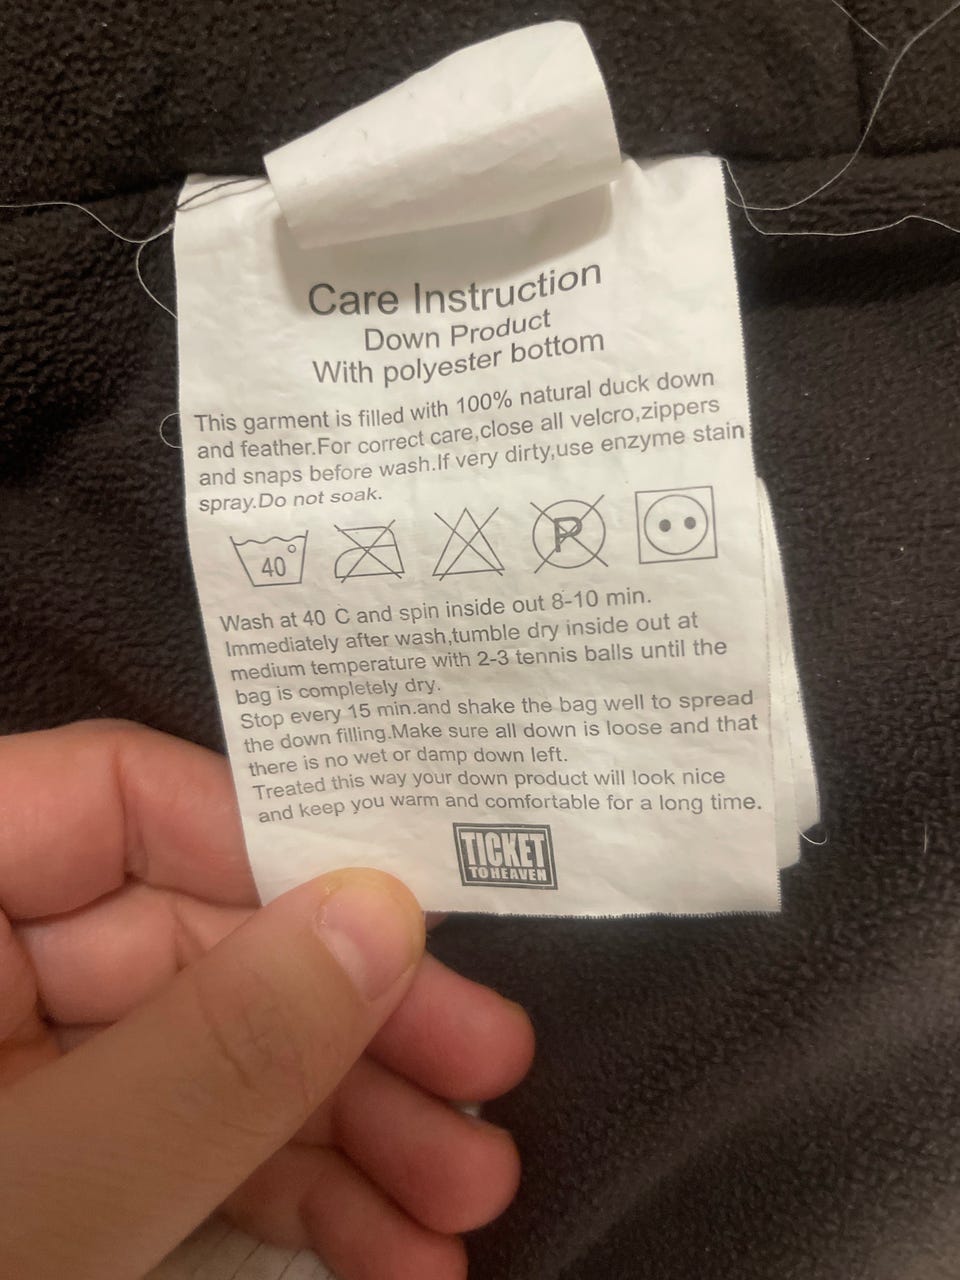 Care Instruction
Down Product
With polyester bottom
This garment is filled with 100% natural duck down
and feather.For correct care,close all velcro,zippers
and snaps before wash.If very dirty,use enzyme stain
spray.Do not soak.
40° P
Wash at 40 C and spin inside out 8-10 min.
Immediately after wash,tumble dry inside out at
medium temperature with 2-3 tennis balls until the
bag is completely dry.
Stop every 15 min.and shake the bag well to spread
the down filling.Make sure all down is loose and that
there is no wet or damp down left.
Treated this way your down product will look nice
and keep you warm and comfortable for a long time.
TICKET
TO HEAVEN